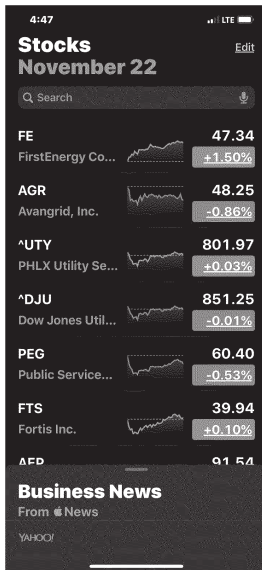 4:47 LTE
Stocks Edit
November 22
Search
FE 47.34
FirstEnergy Co... +1.50%
AGR 48.25
Avangrid, Inc. -0.86%
^UTY 801.97
PHLX Utility Se... +0.03%
^DJU 851.25
Dow Jones Util... -0.01%
PEG 60.40
Public Service... -0.53%
FTS 39.94
Fortis Inc. +0.10%
AEP 91.54
Business News
From News
YAHOO!